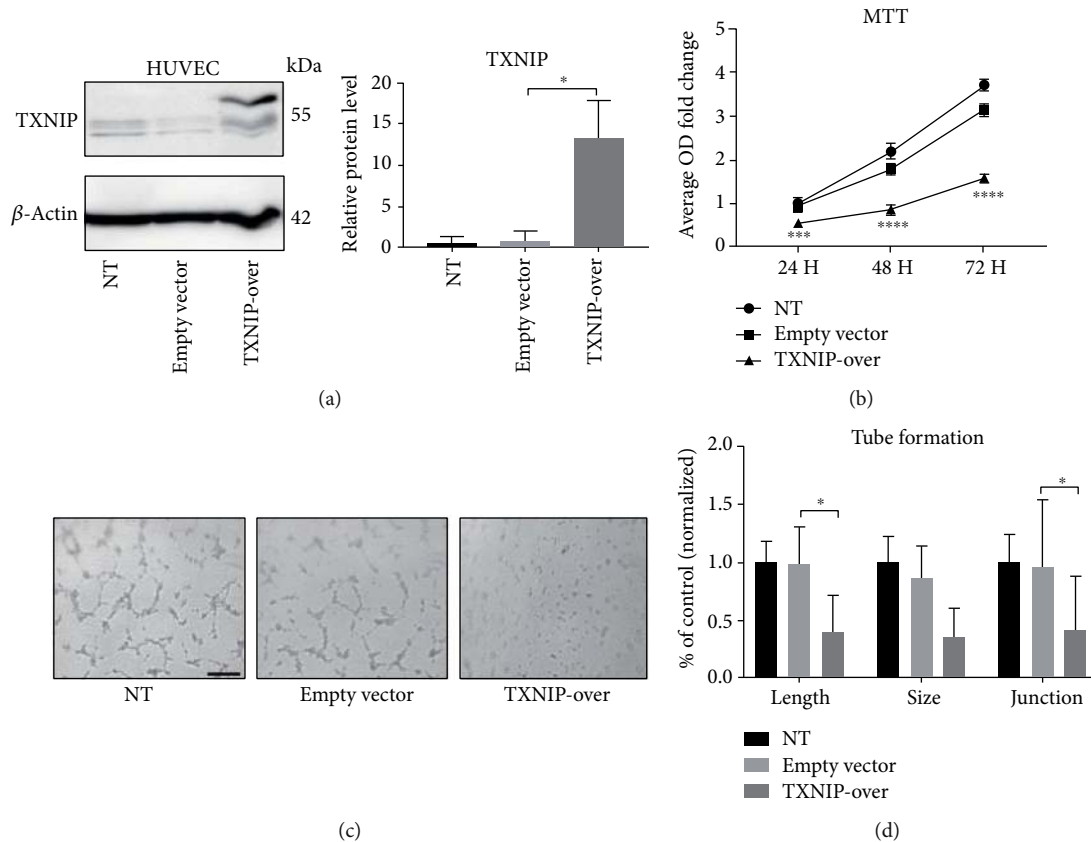 HUVEC
kDa
TXNIP
55
β-Actin
42
NT
Empty vector
TXNIP-over
TXNIP
Relative protein level
20
15
10
5
0
*
NT
Empty vector
TXNIP-over
(a)
MTT
Average OD fold change
5
4
3
2
1
0
***
****
****
24 H
48 H
72 H
NT
Empty vector
TXNIP-over
(b)
NT
Empty vector
TXNIP-over
(c)
Tube formation
% of control (normalized)
2.0
1.5
1.0
0.5
0.0
*
*
Length
Size
Junction
NT
Empty vector
TXNIP-over
(d)